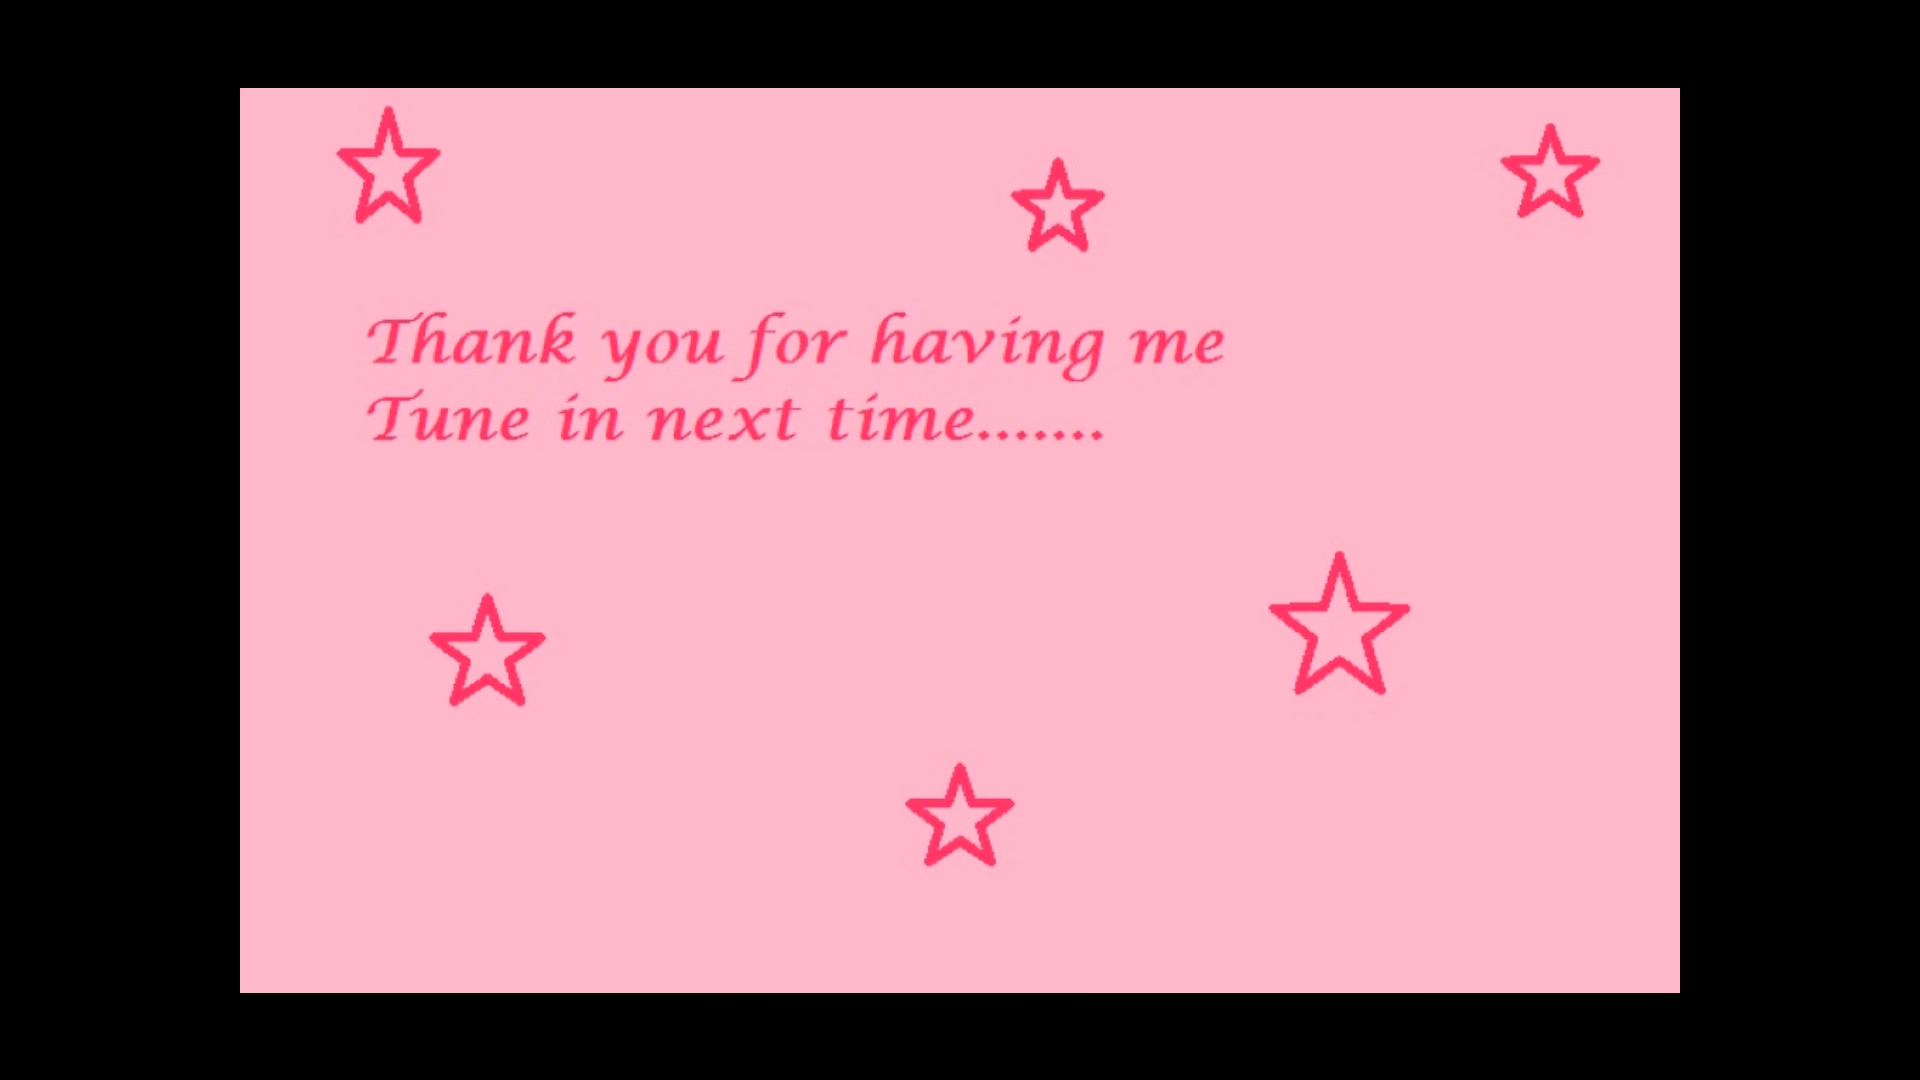 Thank you for having me
Tune in next time.......